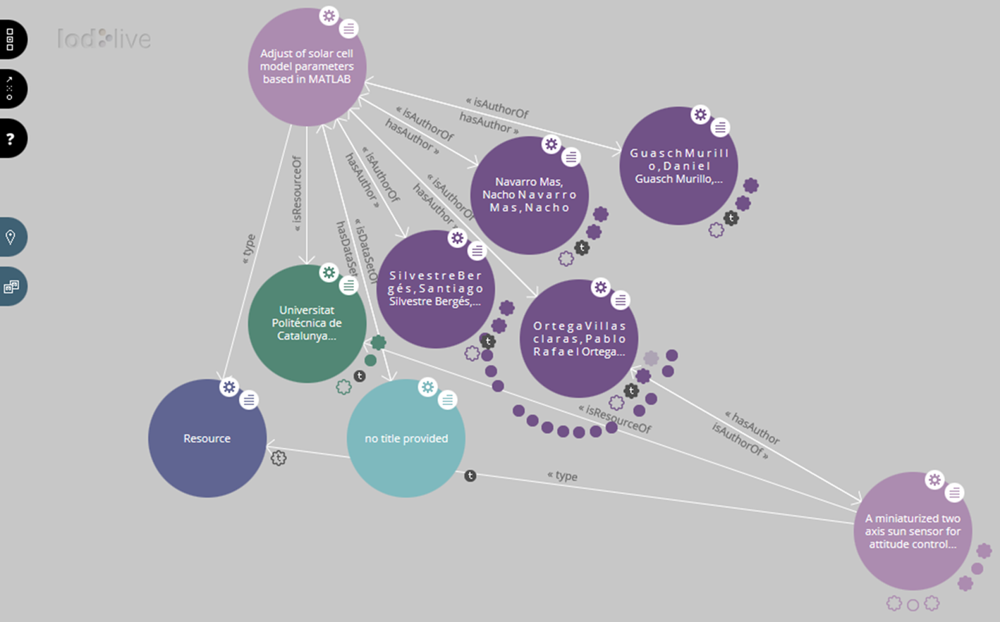 lod live
Adjust of solar cell
model parameters
based in MATLAB
« isAuthorOf
hasAuthor »
« isAuthorOf
hasAuthor »
« isAuthorOf
hasAuthor »
« isAuthorOf
hasAuthor »
« isResourceOf
« type
« isDataSetOf
hasDataSet
GuaschMurill
o,Daniel
Guasch Murillo,...
Navarro Mas,
Nacho Navarro
Mas,Nacho
?
SilvestreBer
gés,Santiago
Silvestre Bergés,...
Universitat
Politécnica de
Catalunya...
OrtegaVillas
claras,Pablo
Rafael Ortega...
t
t
t
t
t
« isResourceOf
« hasAuthor
isAuthorOf »
Resource
no title provided
t
t
« type
A miniaturized two
axis sun sensor for
attitude control...